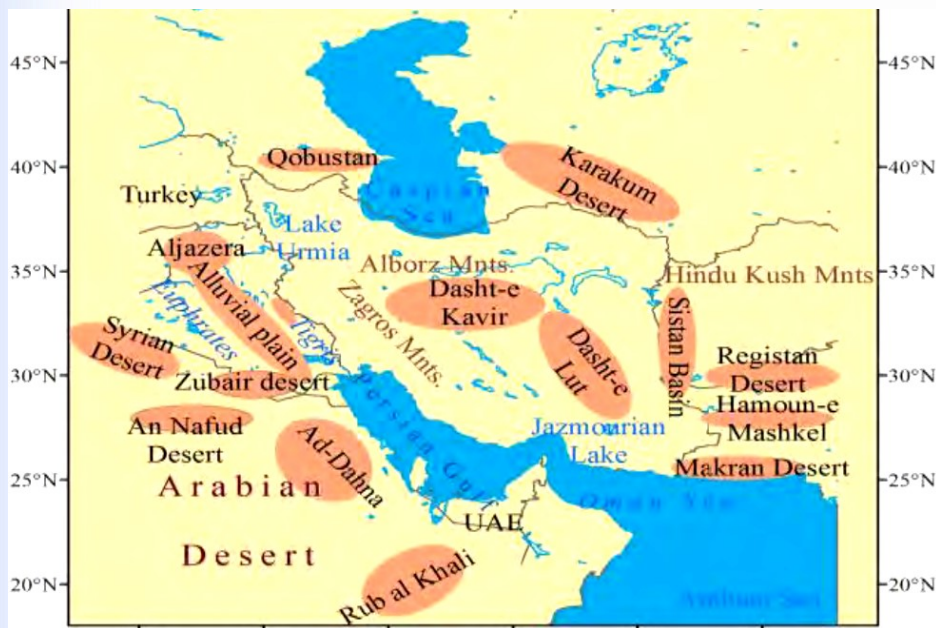 45°N
45°N
40°N
40°N
35°N
35°N
30°N
30°N
25°N
25°N
20°N
20°N
Qobustan
Karakum
Desert
Caspian
Sea
Turkey
Lake
Urmia
Aljazera
Alborz Mnts.
Hindu Kush Mnts
Alluvial plain
Dasht-e
Kavir
Zagros Mnts.
Euphrates
Tigris
Syrian
Desert
Dasht-e
Lut
Sistan Basin
Registan
Desert
Zubair desert
Persian Gulf
Hamoun-e
Mashkel
An Nafud
Desert
Ad-Dahna
Jazmourian
Lake
Makran Desert
Arabian
Desert
Oman Sea
UAE
Rub al Khali
Arabian Sea